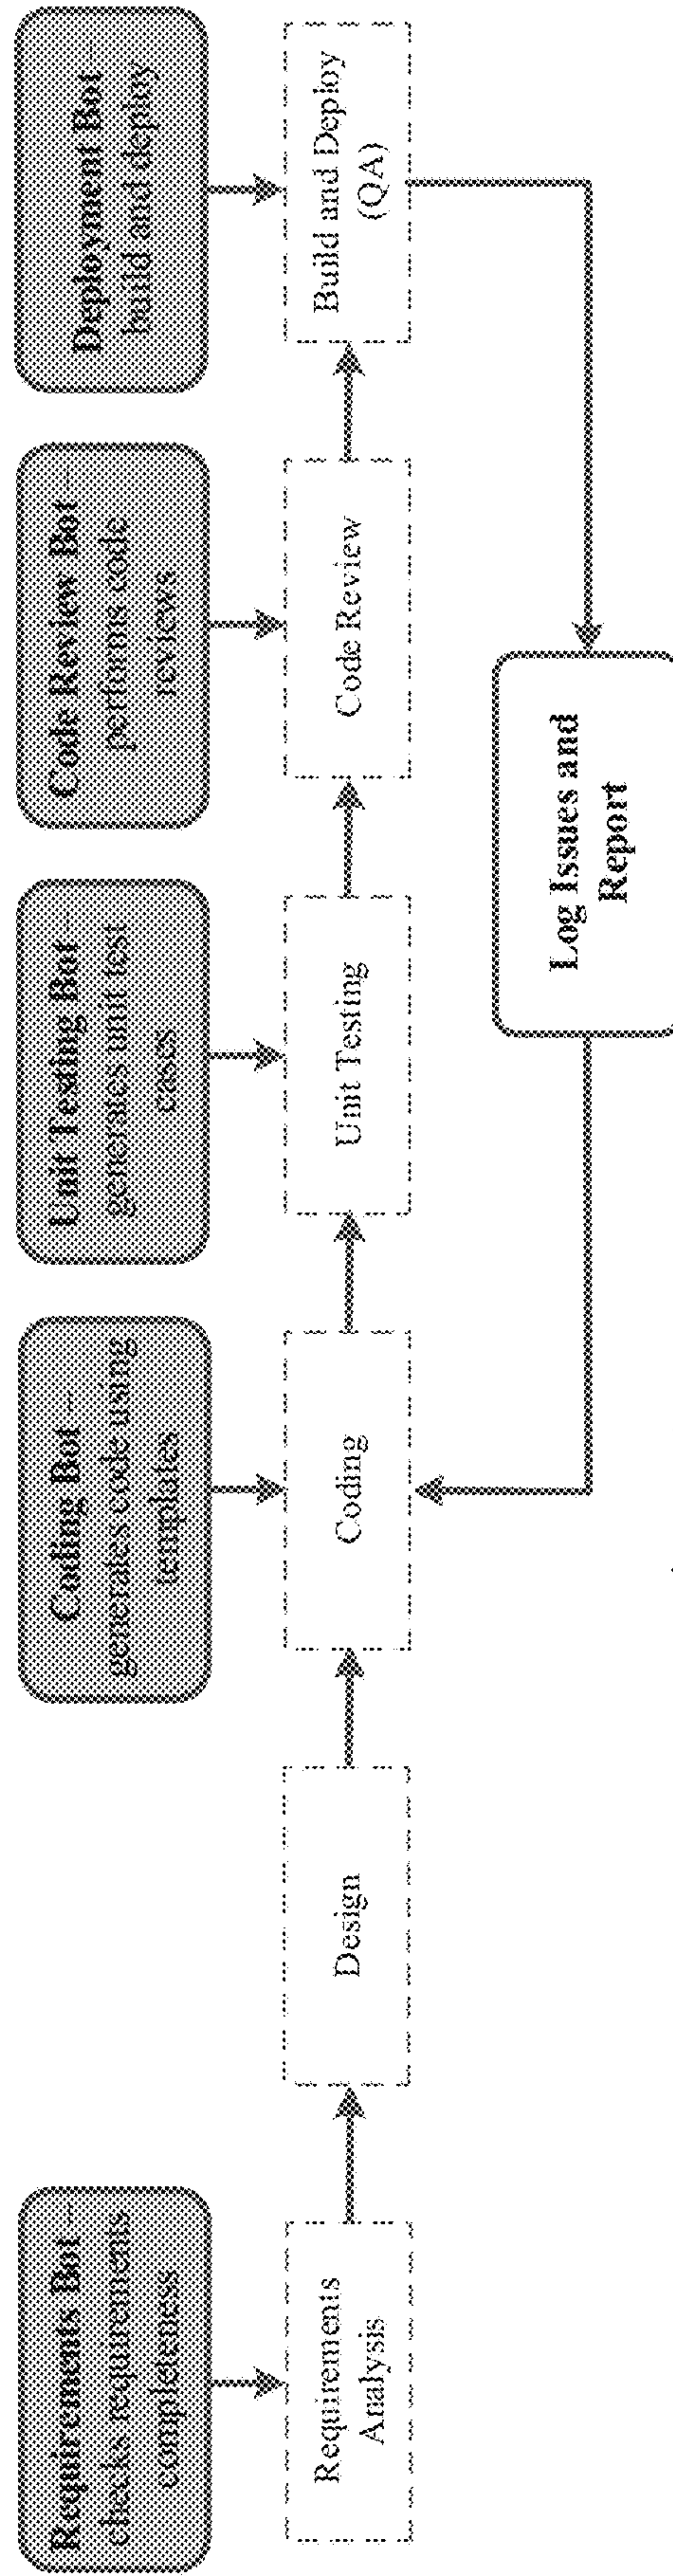 Requirements Bot –
checks requirements
completeness
Coding Bot –
generates code using
templates
Unit Testing Bot –
generates unit test
cases
Code Review Bot –
performs code
reviews
Deployment Bot –
build and deploy
Requirements
Analysis
Design
Coding
Unit Testing
Code Review
Build and Deploy
(QA)
Log Issues and
Report